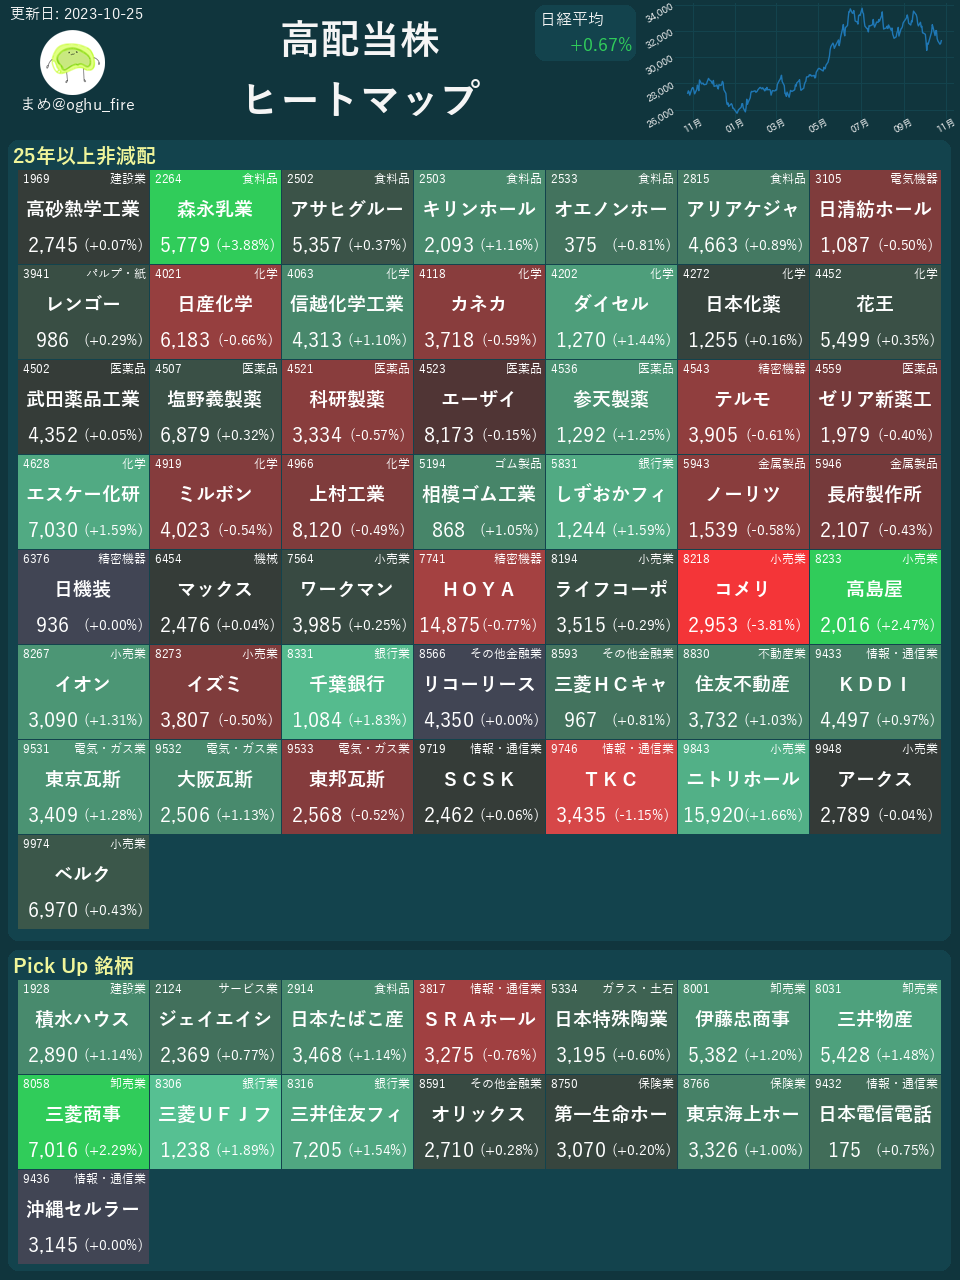 更新日: 2023-10-25
まめ@oghu_fire
高配当株
ヒートマップ
日経平均
+0.67%
34,000
32,000
30,000
28,000
26,000
11月 01月 03月 05月 07月 09月 11月
25年以上非減配
1969 建設業
高砂熱学工業
2,745 (+0.07%)
2264 食料品
森永乳業
5,779 (+3.88%)
2502 食料品
アサヒグルー
5,357 (+0.37%)
2503 食料品
キリンホール
2,093 (+1.16%)
2533 食料品
オエノンホー
375 (+0.81%)
2815 食料品
アリアケジャ
4,663 (+0.89%)
3105 電気機器
日清紡ホール
1,087 (-0.50%)
3941 パルプ・紙
レンゴー
986 (+0.29%)
4021 化学
日産化学
6,183 (-0.66%)
4063 化学
信越化学工業
4,313 (+1.10%)
4118 化学
カネカ
3,718 (-0.59%)
4202 化学
ダイセル
1,270 (+1.44%)
4272 化学
日本化薬
1,255 (+0.16%)
4452 化学
花王
5,499 (+0.35%)
4502 医薬品
武田薬品工業
4,352 (+0.05%)
4507 医薬品
塩野義製薬
6,879 (+0.32%)
4521 医薬品
科研製薬
3,334 (-0.57%)
4523 医薬品
エーザイ
8,173 (-0.15%)
4536 医薬品
参天製薬
1,292 (+1.25%)
4543 精密機器
テルモ
3,905 (-0.61%)
4559 医薬品
ゼリア新薬工
1,979 (-0.40%)
4628 化学
エスケー化研
7,030 (+1.59%)
4919 化学
ミルボン
4,023 (-0.54%)
4966 化学
上村工業
8,120 (-0.49%)
5194 ゴム製品
相模ゴム工業
868 (+1.05%)
5831 銀行業
しずおかフィ
1,244 (+1.59%)
5943 金属製品
ノーリツ
1,539 (-0.58%)
5946 金属製品
長府製作所
2,107 (-0.43%)
6376 精密機器
日機装
936 (+0.00%)
6454 機械
マックス
2,476 (+0.04%)
7564 小売業
ワークマン
3,985 (+0.25%)
7741 精密機器
ＨＯＹＡ
14,875(-0.77%)
8194 小売業
ライフコーポ
3,515 (+0.29%)
8218 小売業
コメリ
2,953 (-3.81%)
8233 小売業
高島屋
2,016 (+2.47%)
8267 小売業
イオン
3,090 (+1.31%)
8273 小売業
イズミ
3,807 (-0.50%)
8331 銀行業
千葉銀行
1,084 (+1.83%)
8566 その他金融業
リコーリース
4,350 (+0.00%)
8593 その他金融業
三菱ＨＣキャ
967 (+0.81%)
8830 不動産業
住友不動産
3,732 (+1.03%)
9433 情報・通信業
ＫＤＤＩ
4,497 (+0.97%)
9531 電気・ガス業
東京瓦斯
3,409 (+1.28%)
9532 電気・ガス業
大阪瓦斯
2,506 (+1.13%)
9533 電気・ガス業
東邦瓦斯
2,568 (-0.52%)
9719 情報・通信業
ＳＣＳＫ
2,462 (+0.06%)
9746 情報・通信業
ＴＫＣ
3,435 (-1.15%)
9843 小売業
ニトリホール
15,920(+1.66%)
9948 小売業
アークス
2,789 (-0.04%)
9974 小売業
ベルク
6,970 (+0.43%)
Pick Up 銘柄
1928 建設業
積水ハウス
2,890 (+1.14%)
2124 サービス業
ジェイエイシ
2,369 (+0.77%)
2914 食料品
日本たばこ産
3,468 (+1.14%)
3817 情報・通信業
ＳＲＡホール
3,275 (-0.76%)
5334 ガラス・土石
日本特殊陶業
3,195 (+0.60%)
8001 卸売業
伊藤忠商事
5,382 (+1.20%)
8031 卸売業
三井物産
5,428 (+1.48%)
8058 卸売業
三菱商事
7,016 (+2.29%)
8306 銀行業
三菱ＵＦＪフ
1,238 (+1.89%)
8316 銀行業
三井住友フィ
7,205 (+1.54%)
8591 その他金融業
オリックス
2,710 (+0.28%)
8750 保険業
第一生命ホー
3,070 (+0.20%)
8766 保険業
東京海上ホー
3,326 (+1.00%)
9432 情報・通信業
日本電信電話
175 (+0.75%)
9436 情報・通信業
沖縄セルラー
3,145 (+0.00%)